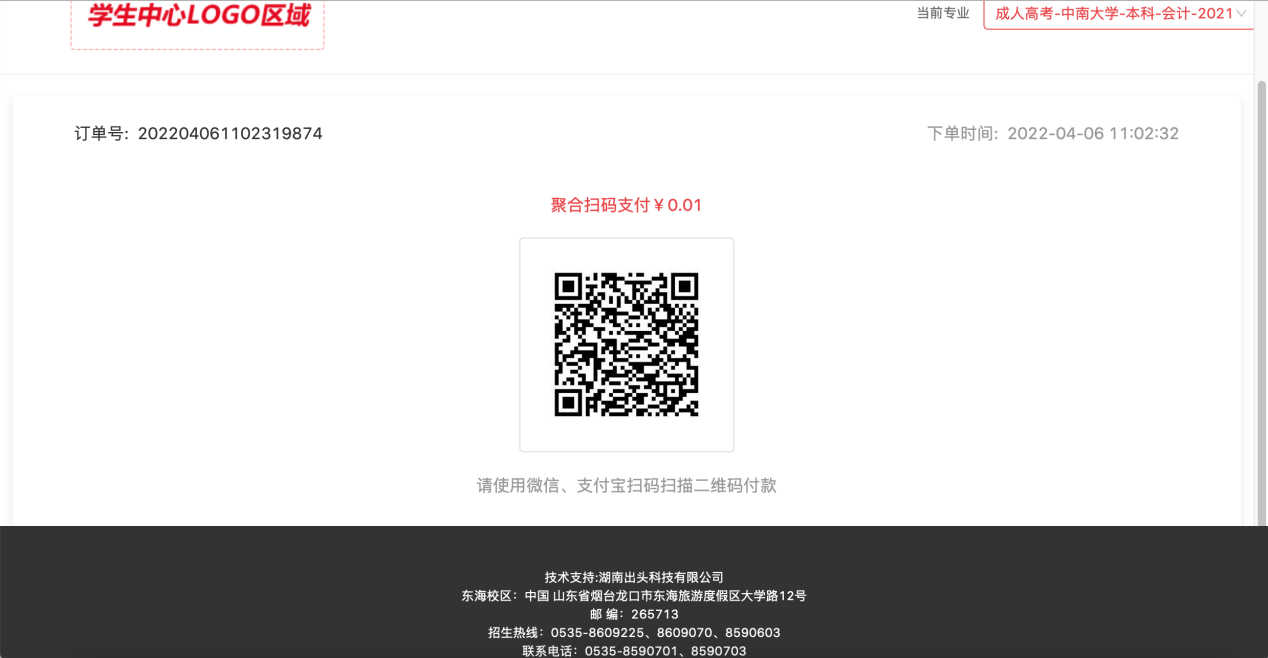 学生中心LOGO区域
当前专业 成人高考-中南大学-本科-会计-2021
订单号: 202204061102319874
下单时间: 2022-04-06 11:02:32
聚合扫码支付￥0.01
请使用微信、支付宝扫码扫描二维码付款
技术支持:湖南出头科技有限公司
东海校区：中国 山东省烟台龙口市东海旅游度假区大学路12号
邮 编：265713
招生热线：0535-8609225、8609070、8590603
联系电话：0535-8590701、8590703